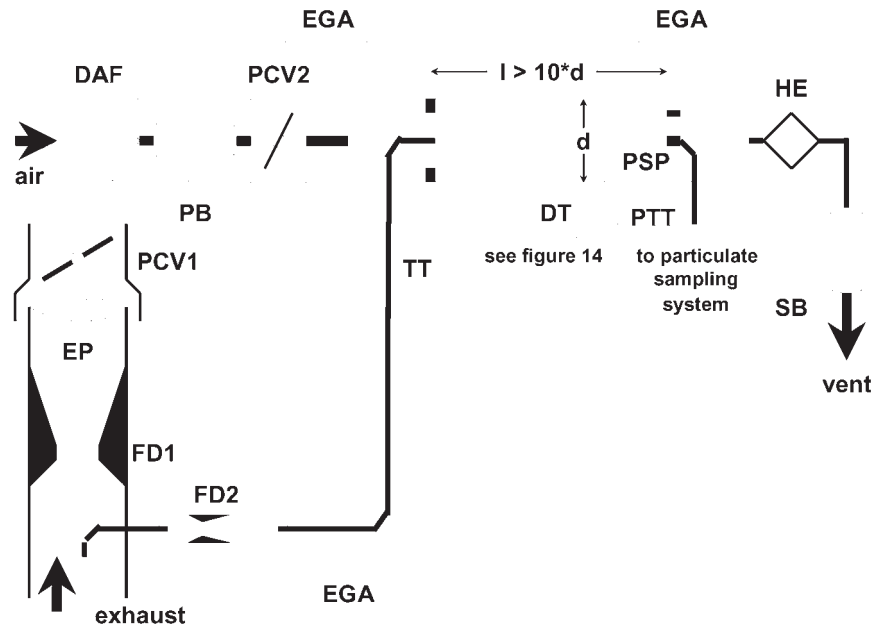 EGA
EGA
DAF
PCV2
l > 10*d
HE
air
d
PSP
PB
DT
PTT
PCV1
TT
see figure 14
to particulate
sampling
system
SB
EP
vent
FD1
FD2
EGA
exhaust